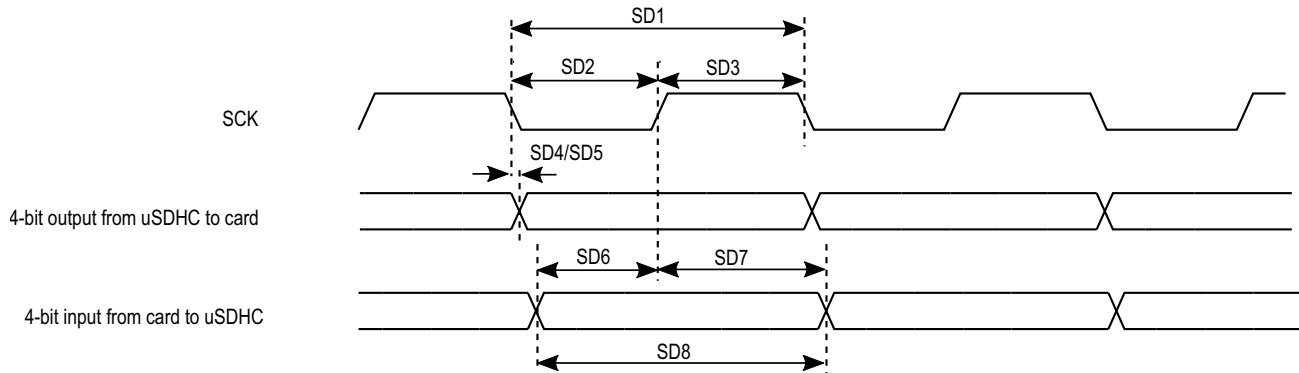 SD1
SD2
SD3
SCK
SD4/SD5
4-bit output from uSDHC to card
SD6
SD7
4-bit input from card to uSDHC
SD8